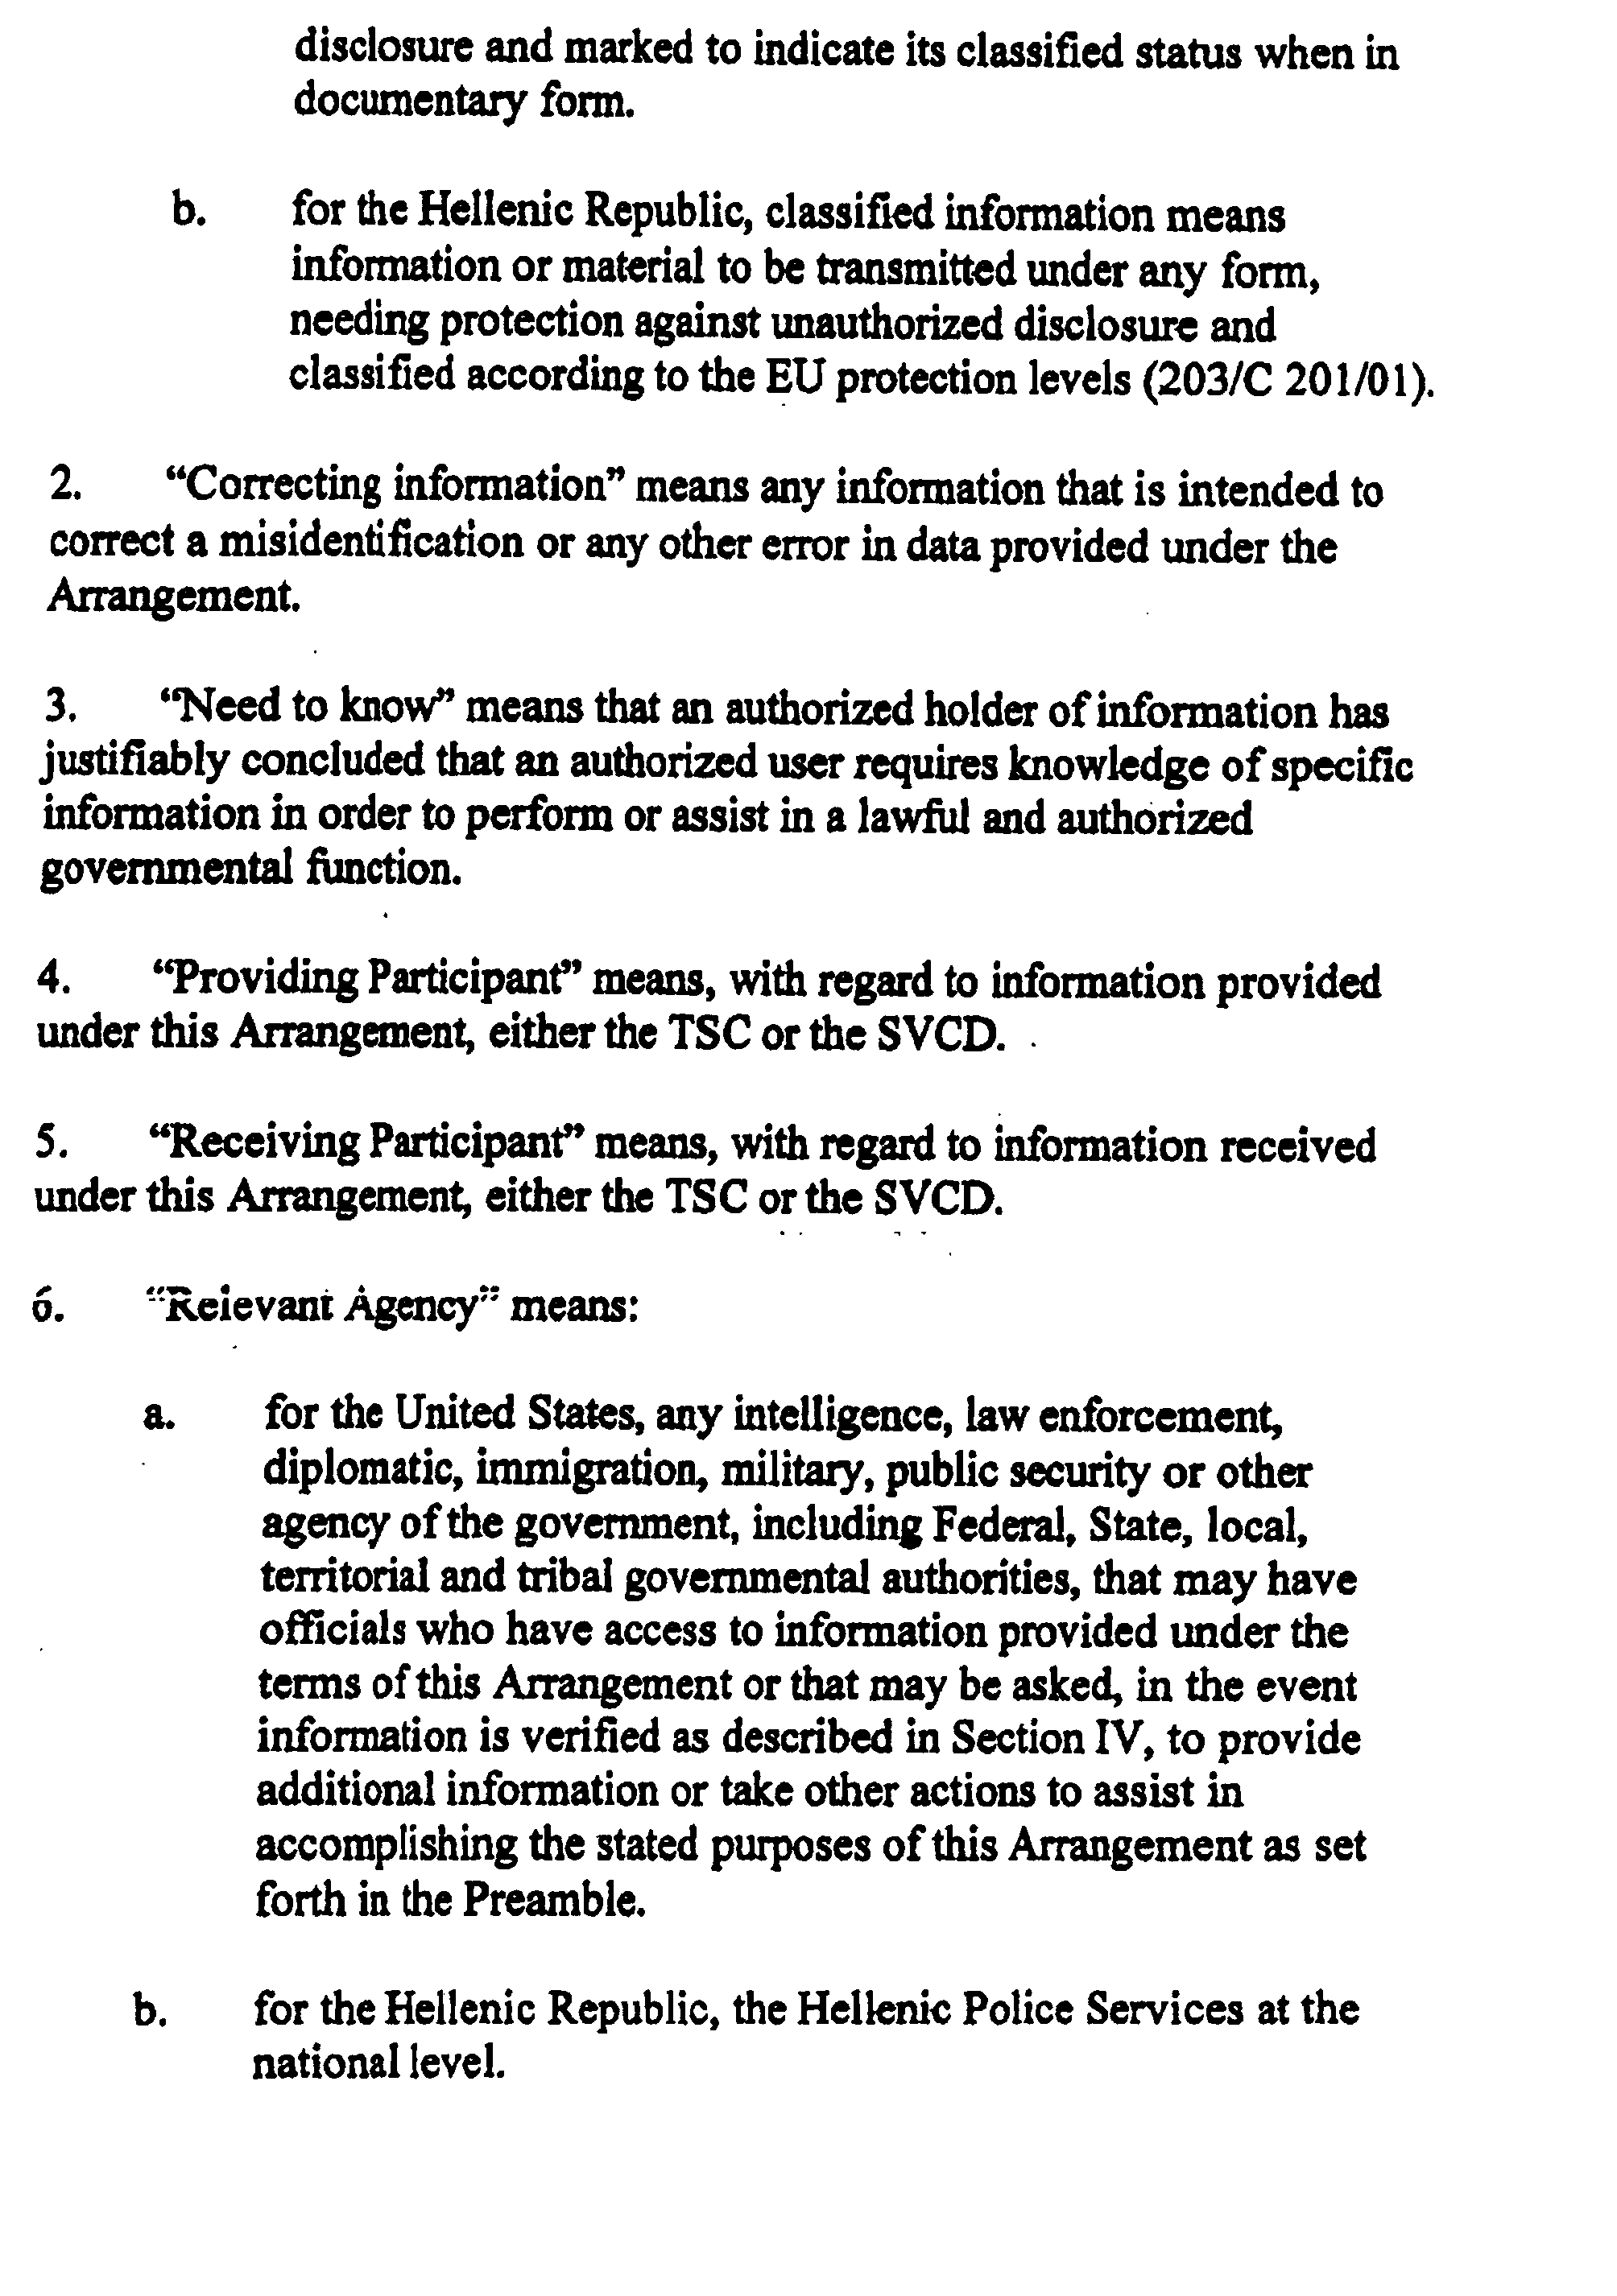 disclosure and marked to indicate its classified status when in
documentary form.
b. for the Hellenic Republic, classified information means
information or material to be transmitted under any form,
needing protection against unauthorized disclosure and
classified according to the EU protection levels (203/C 201/01).
2. “Correcting information” means any information that is intended to
correct a misidentification or any other error in data provided under the
Arrangement.
3. “Need to know” means that an authorized holder of information has
justifiably concluded that an authorized user requires knowledge of specific
information in order to perform or assist in a lawful and authorized
governmental function.
4. “Providing Participant” means, with regard to information provided
under this Arrangement, either the TSC or the SVCD.
5. “Receiving Participant” means, with regard to information received
under this Arrangement, either the TSC or the SVCD.
6. “Relevant Agency” means:
a. for the United States, any intelligence, law enforcement,
diplomatic, immigration, military, public security or other
agency of the government, including Federal, State, local,
territorial and tribal governmental authorities, that may have
officials who have access to information provided under the
terms of this Arrangement or that may be asked, in the event
information is verified as described in Section IV, to provide
additional information or take other actions to assist in
accomplishing the stated purposes of this Arrangement as set
forth in the Preamble.
b. for the Hellenic Republic, the Hellenic Police Services at the
national level.